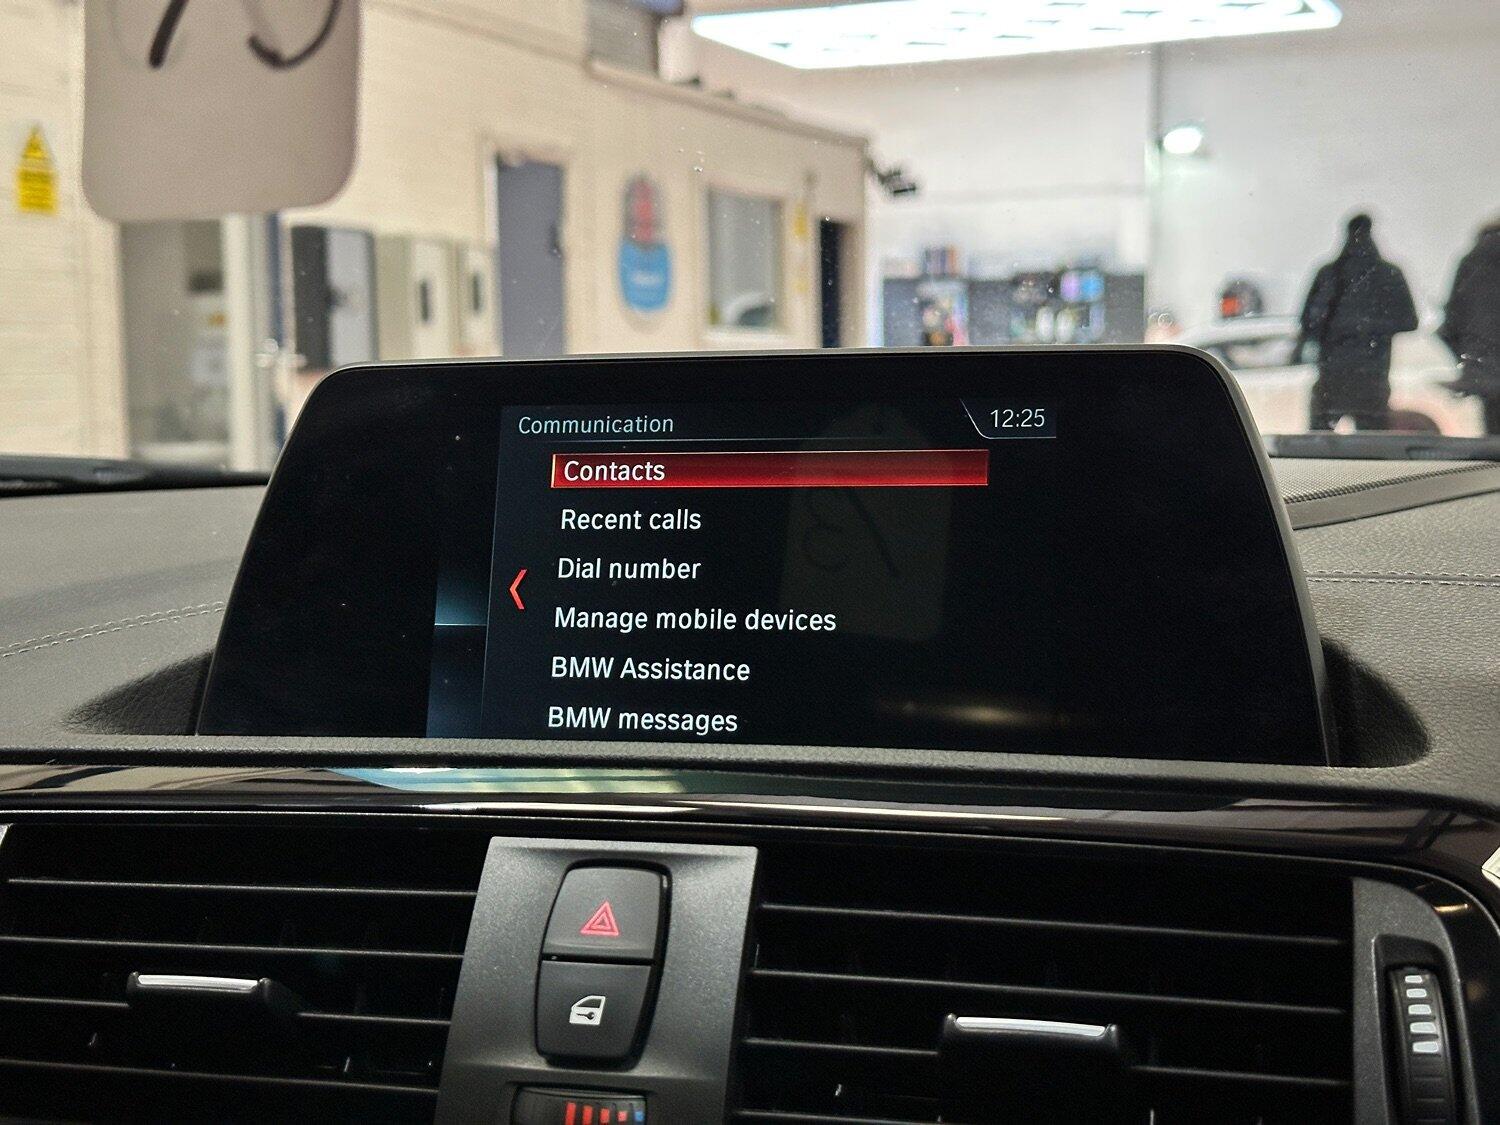 Communication
12:25
Contacts
Recent calls
Dial number
Manage mobile devices
BMW Assistance
BMW messages